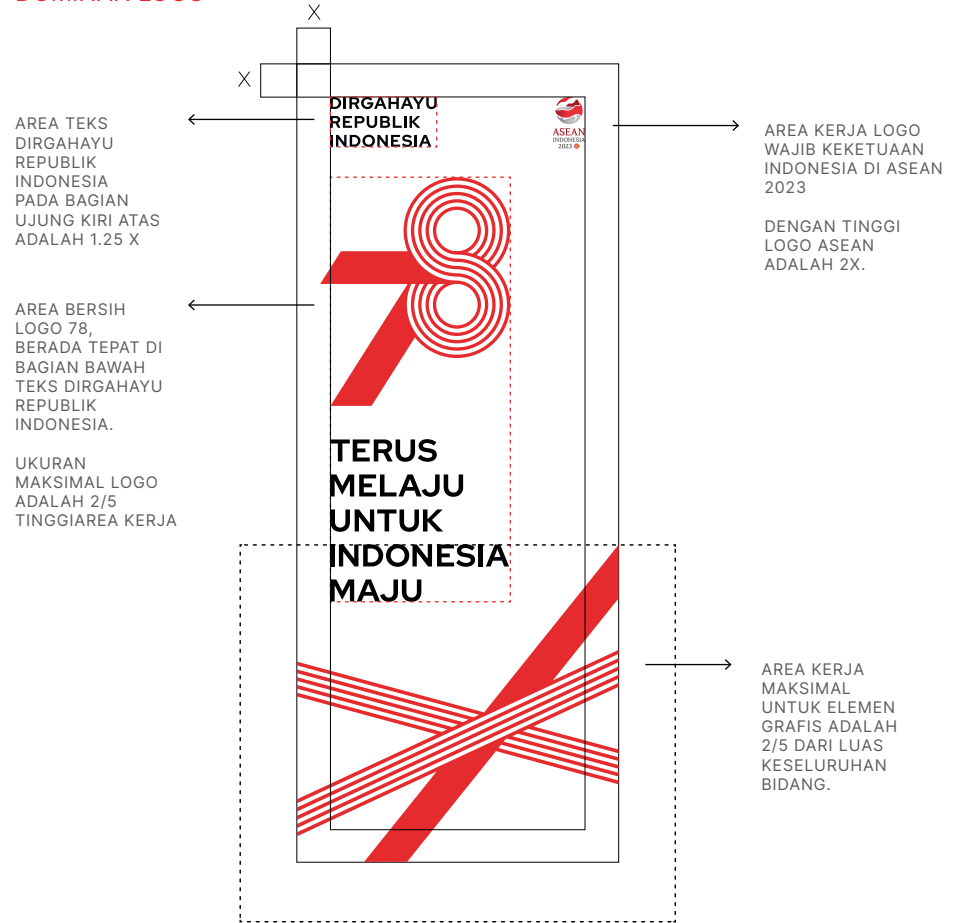 DOMINAN LOGO
X
X
AREA TEKS
DIRGAHAYU
REPUBLIK
INDONESIA
PADA BAGIAN
UJUNG KIRI ATAS
ADALAH 1.25 X
AREA BERSIH
LOGO 78,
BERADA TEPAT DI
BAGIAN BAWAH
TEKS DIRGAHAYU
REPUBLIK
INDONESIA.
UKURAN
MAKSIMAL LOGO
ADALAH 2/5
TINGGIAREA KERJA
DIRGAHAYU
REPUBLIK
INDONESIA
ASEAN
INDONESIA
2023
78
TERUS
MELAJU
UNTUK
INDONESIA
MAJU
AREA KERJA LOGO
WAJIB KEKETUAAN
INDONESIA DI ASEAN
2023
DENGAN TINGGI
LOGO ASEAN
ADALAH 2X.
AREA KERJA
MAKSIMAL
UNTUK ELEMEN
GRAFIS ADALAH
2/5 DARI LUAS
KESELURUHAN
BIDANG.